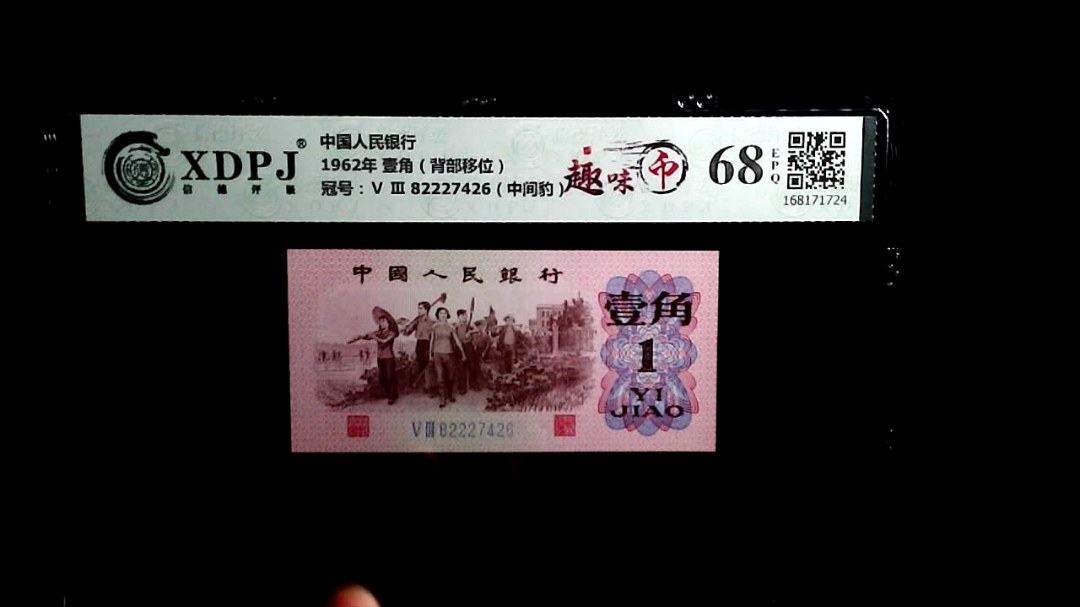 XDPJ®
信德评级
中国人民银行
1962年 壹角（背部移位）
冠号：V Ⅲ 82227426（中间豹）
趣味币
68
EPQ
168171724
中國人民銀行
壹角
1
YI
JIAO
V Ⅲ 82227426